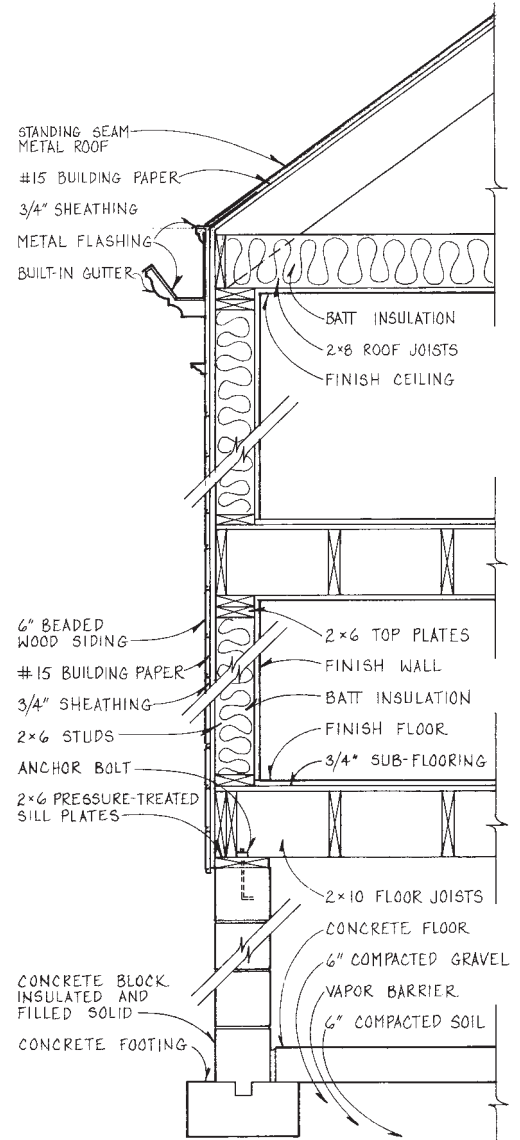 STANDING SEAM
METAL ROOF
#15 BUILDING PAPER
3/4" SHEATHING
METAL FLASHING
BUILT-IN GUTTER
BATT INSULATION
2×8 ROOF JOISTS
FINISH CEILING
6" BEADED
WOOD SIDING
#15 BUILDING PAPER
3/4" SHEATHING
2×6 STUDS
ANCHOR BOLT
2×6 PRESSURE-TREATED
SILL PLATES
2×6 TOP PLATES
FINISH WALL
BATT INSULATION
FINISH FLOOR
3/4" SUB-FLOORING
2×10 FLOOR JOISTS
CONCRETE FLOOR
6" COMPACTED GRAVEL
VAPOR BARRIER
6" COMPACTED SOIL
CONCRETE BLOCK
INSULATED AND
FILLED SOLID
CONCRETE FOOTING